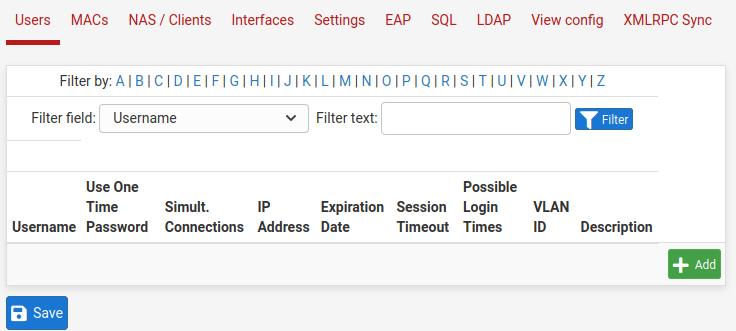 Users MACs NAS / Clients Interfaces Settings EAP SQL LDAP View config XMLRPC Sync
Filter by: A | B | C | D | E | F | G | H | I | J | K | L | M | N | O | P | Q | R | S | T | U | V | W | X | Y | Z
Filter field: Username Filter text: Filter
Username Use One Time Password Simult. Connections IP Address Expiration Date Session Timeout Possible Login Times VLAN ID Description
Add
Save